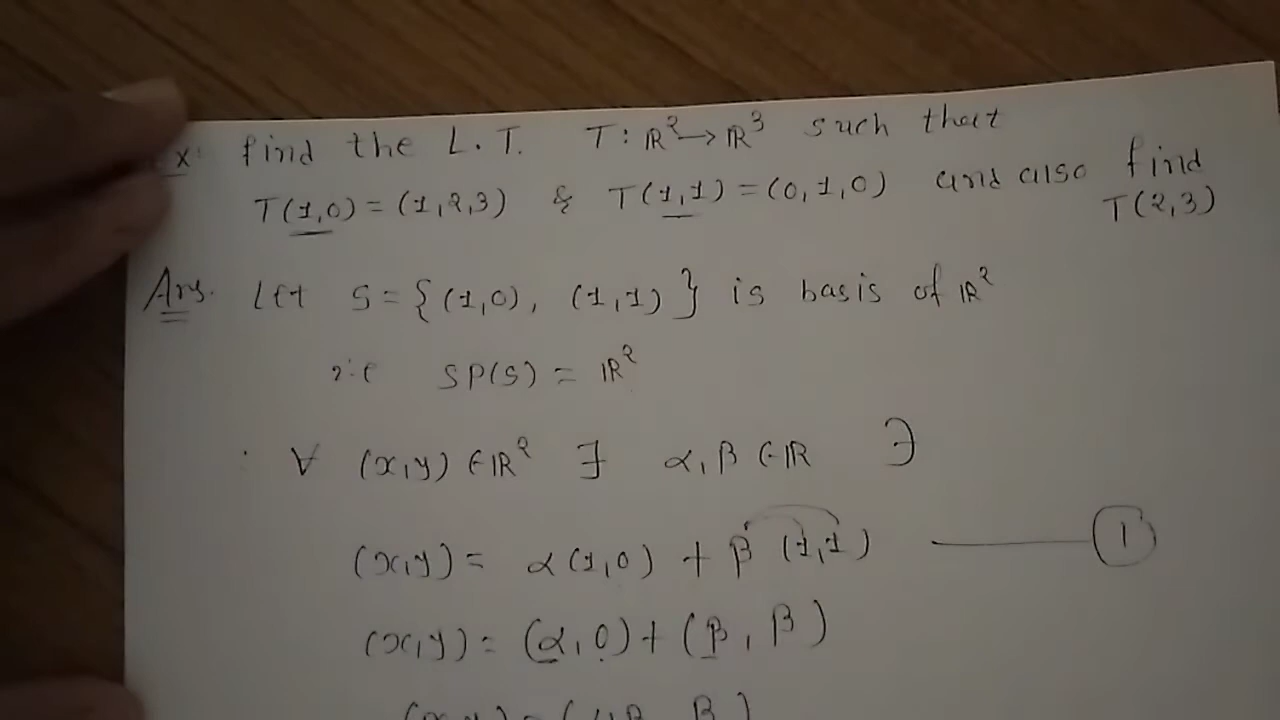 Ex: find the L.T. T: ℝ² → ℝ³ such that
T(1,0) = (1,2,3) & T(1,1) = (0,1,0) and also find T(2,3)
Ans. Let S = {(1,0), (1,1)} is basis of ℝ²
i.e SP(S) = ℝ²
∴ ∀ (x,y) ∈ ℝ² ∃ α, β ∈ ℝ ∋
(x,y) = α(1,0) + β(1,1) —— ①
(x,y) = (α,0) + (β, β)